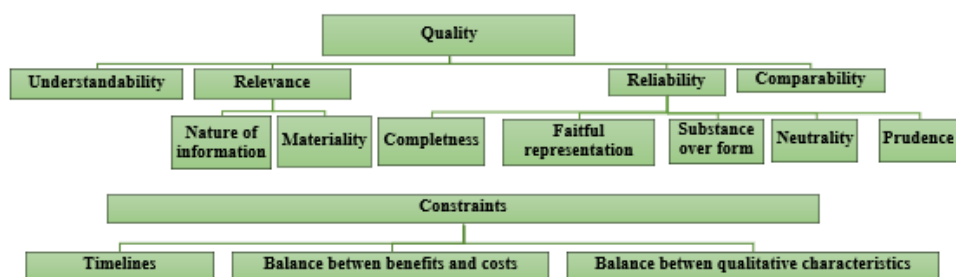 Quality
Understandability
Relevance
Reliability
Comparability
Nature of
information
Materiality
Completness
Faitful
representation
Substance
over form
Neutrality
Prudence
Constraints
Timelines
Balance betwen benefits and costs
Balance betwen qualitative characteristics